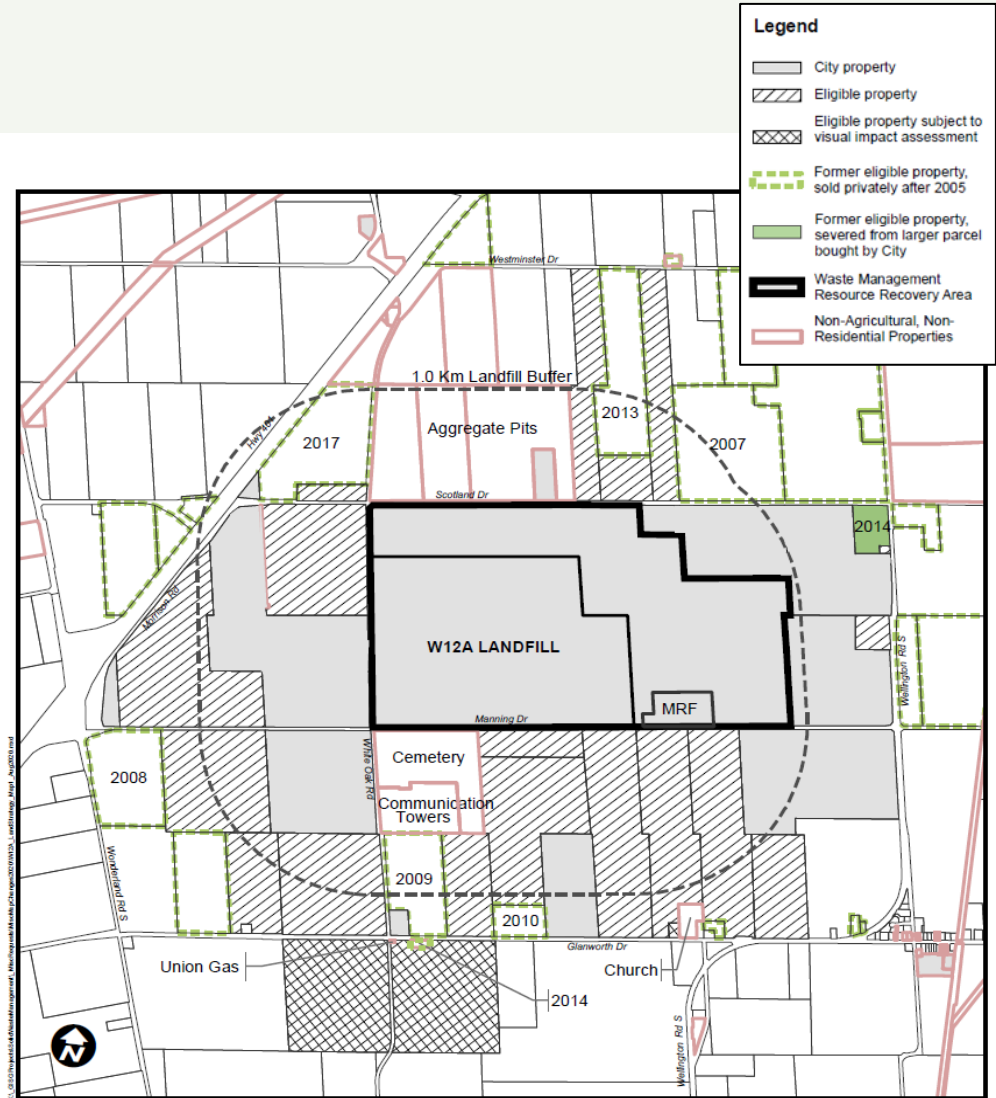 Legend
City property
Eligible property
Eligible property subject to
visual impact assessment
Former eligible property,
sold privately after 2005
Former eligible property,
severed from larger parcel
bought by City
Waste Management
Resource Recovery Area
Non-Agricultural, Non-
Residential Properties
Westminster Dr
1.0 Km Landfill Buffer
Hwy 401
2017
Aggregate Pits
2013
2007
Scotland Dr
2014
Morrison Rd
W12A LANDFILL
Wellington Rd S
MRF
Manning Dr
White Oak Rd
Cemetery
2008
Communication
Towers
Wonderland Rd S
2009
2010
Glanworth Dr
Union Gas
Church
2014
Wellington Rd S
N